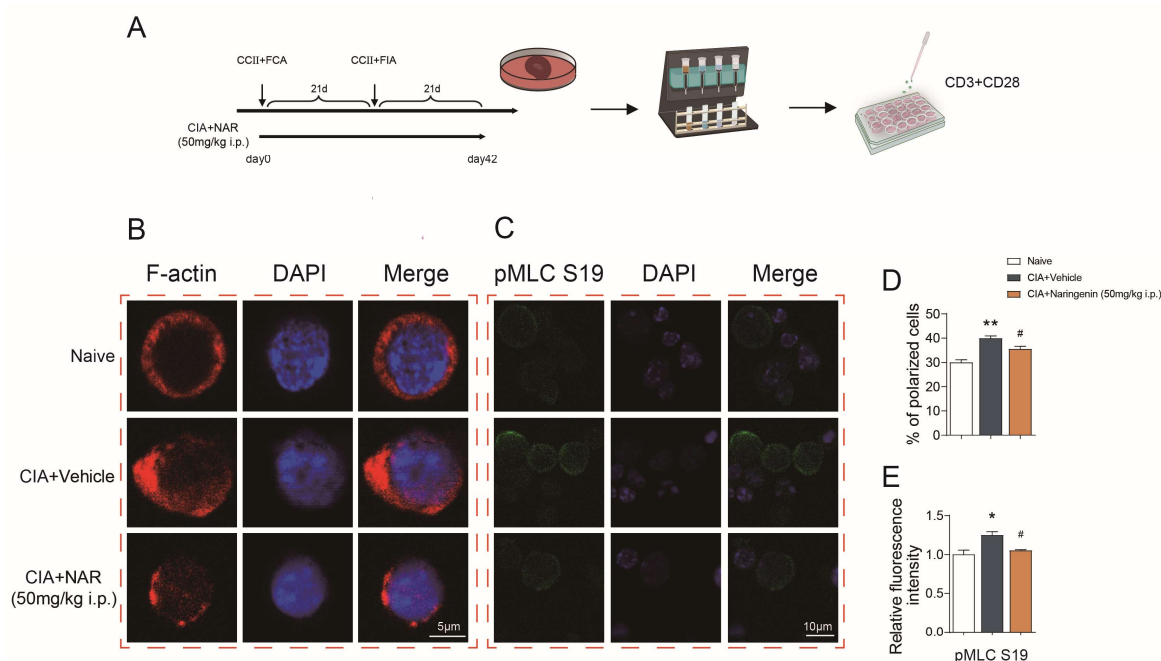 A
CCII+FCA
CCII+FIA
21d
21d
CD3+CD28
CIA+NAR
(50mg/kg i.p.)
day0
day42
B
C
F-actin
DAPI
Merge
pMLC S19
DAPI
Merge
Naive
CIA+Vehicle
CIA+NAR
(50mg/kg i.p.)
5μm
10μm
Naive
CIA+Vehicle
CIA+Naringenin (50mg/kg i.p.)
D
% of polarized cells
50
40
30
20
10
0
**
#
E
Relative fluorescence
intensity
1.5
1.0
0.5
0.0
*
#
pMLC S19